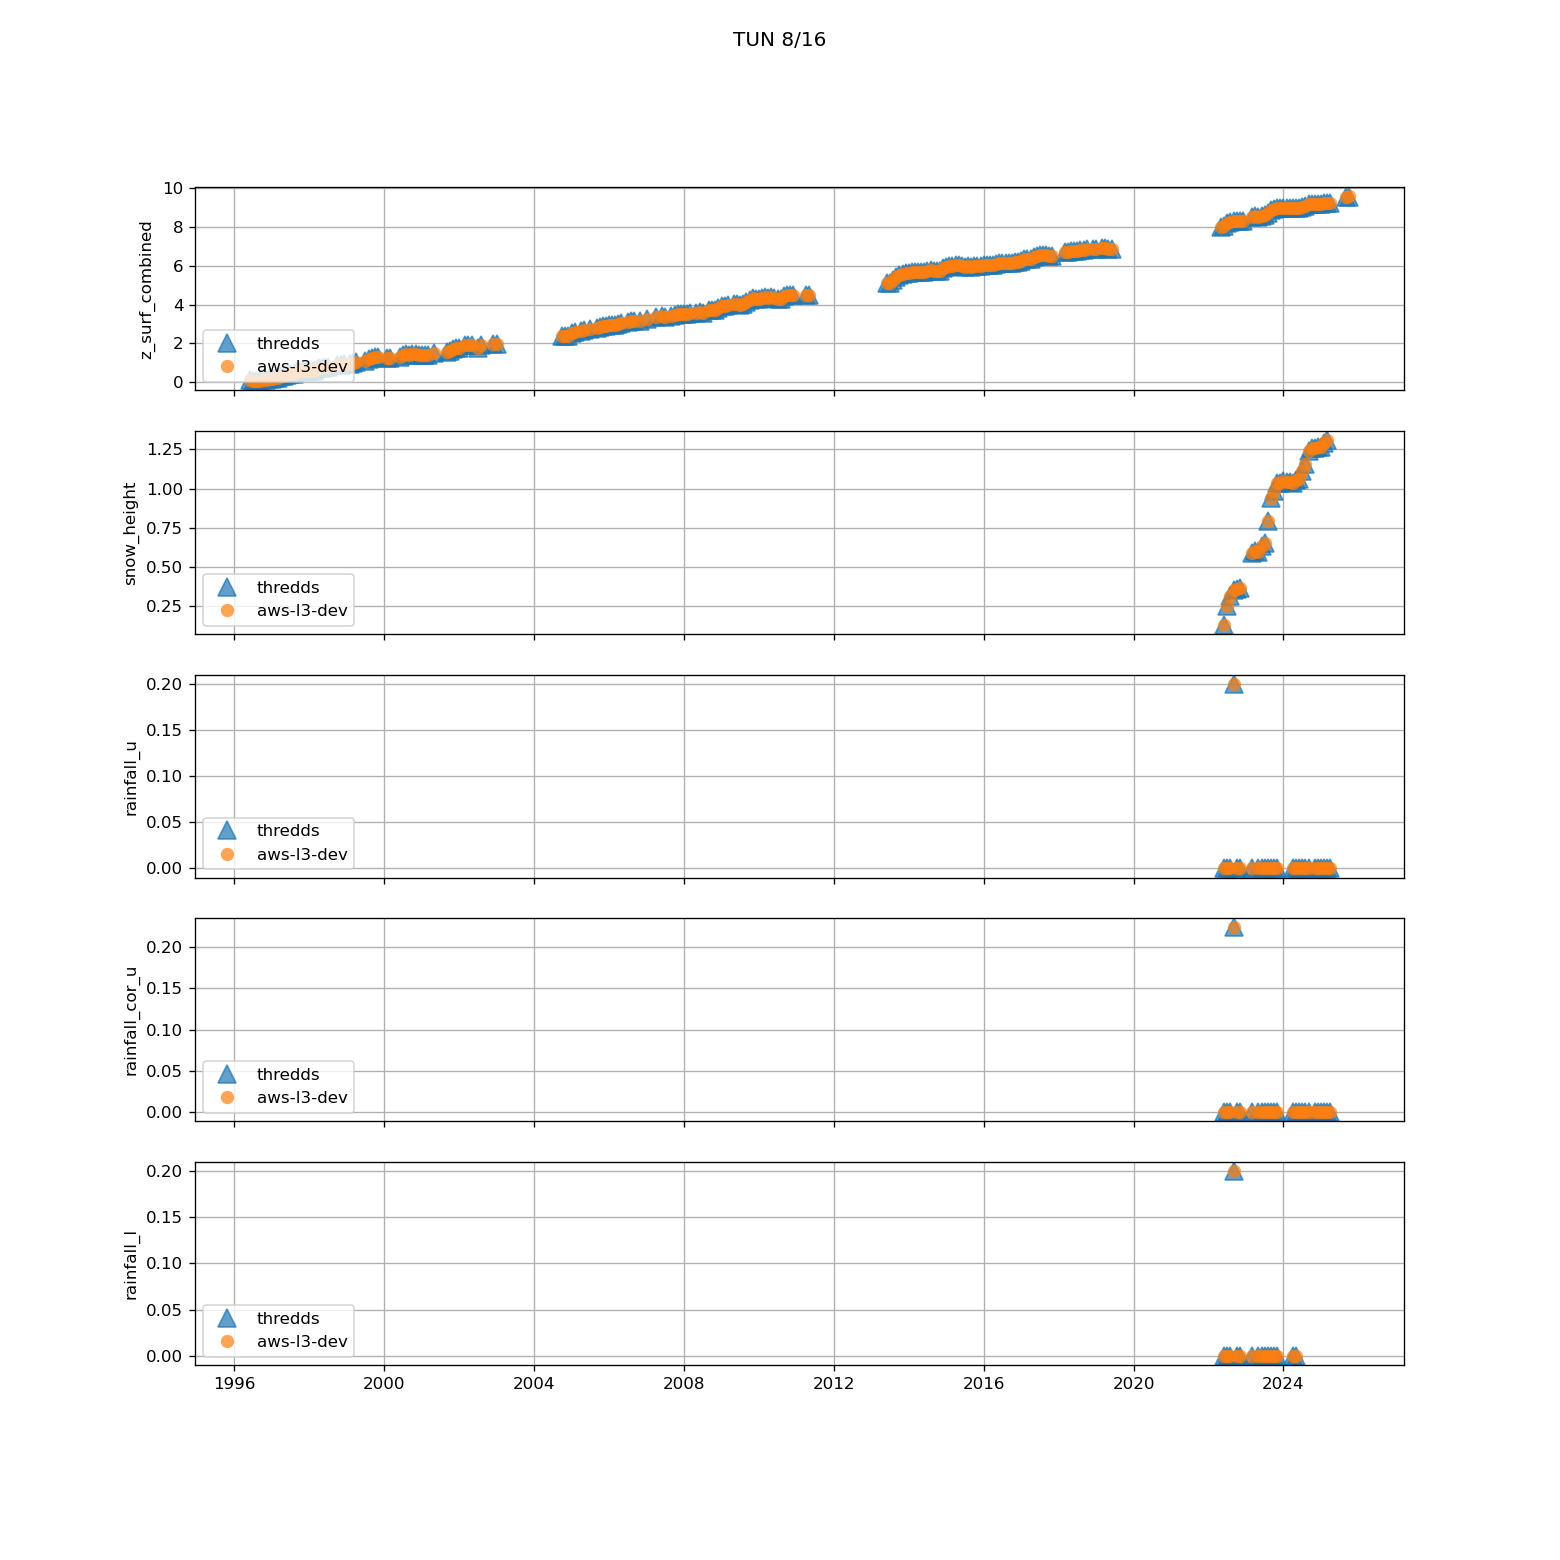 TUN 8/16
10
8
6
4
2
0
z_surf_combined
thredds
aws-l3-dev
1.25
1.00
0.75
0.50
0.25
snow_height
thredds
aws-l3-dev
0.20
0.15
0.10
0.05
0.00
rainfall_u
thredds
aws-l3-dev
0.20
0.15
0.10
0.05
0.00
rainfall_cor_u
thredds
aws-l3-dev
0.20
0.15
0.10
0.05
0.00
rainfall_l
thredds
aws-l3-dev
1996 2000 2004 2008 2012 2016 2020 2024